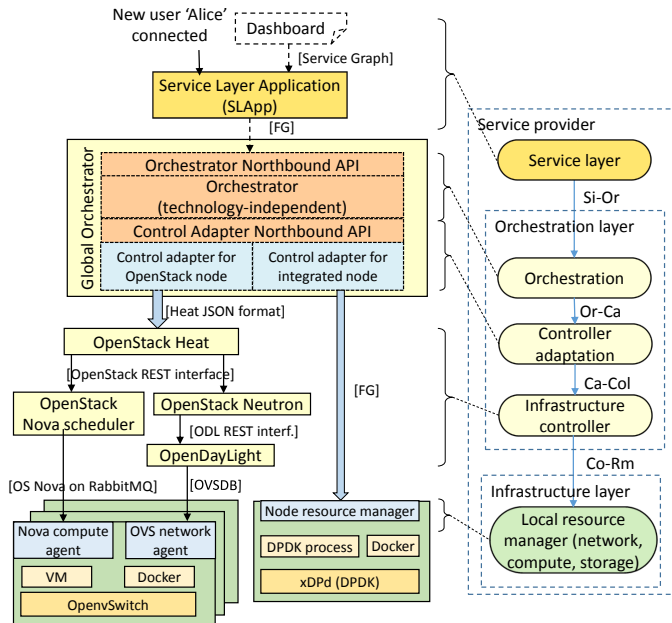 New user ‘Alice’
connected
Dashboard
[Service Graph]
Service Layer Application
(SLApp)
[FG]
Global Orchestrator
Orchestrator Northbound API
Orchestrator
(technology-independent)
Control Adapter Northbound API
Control adapter for
OpenStack node
Control adapter for
integrated node
[Heat JSON format]
OpenStack Heat
[OpenStack REST interface]
[FG]
OpenStack
Nova scheduler
OpenStack Neutron
[ODL REST interf.]
OpenDayLight
[OS Nova on RabbitMQ]
[OVSDB]
Nova compute
agent
OVS network
agent
VM
Docker
OpenvSwitch
Node resource manager
DPDK process
Docker
xDPd (DPDK)
Service provider
Service layer
Si-Or
Orchestration layer
Orchestration
Or-Ca
Controller
adaptation
Ca-Col
Infrastructure
controller
Co-Rm
Infrastructure layer
Local resource
manager (network,
compute, storage)